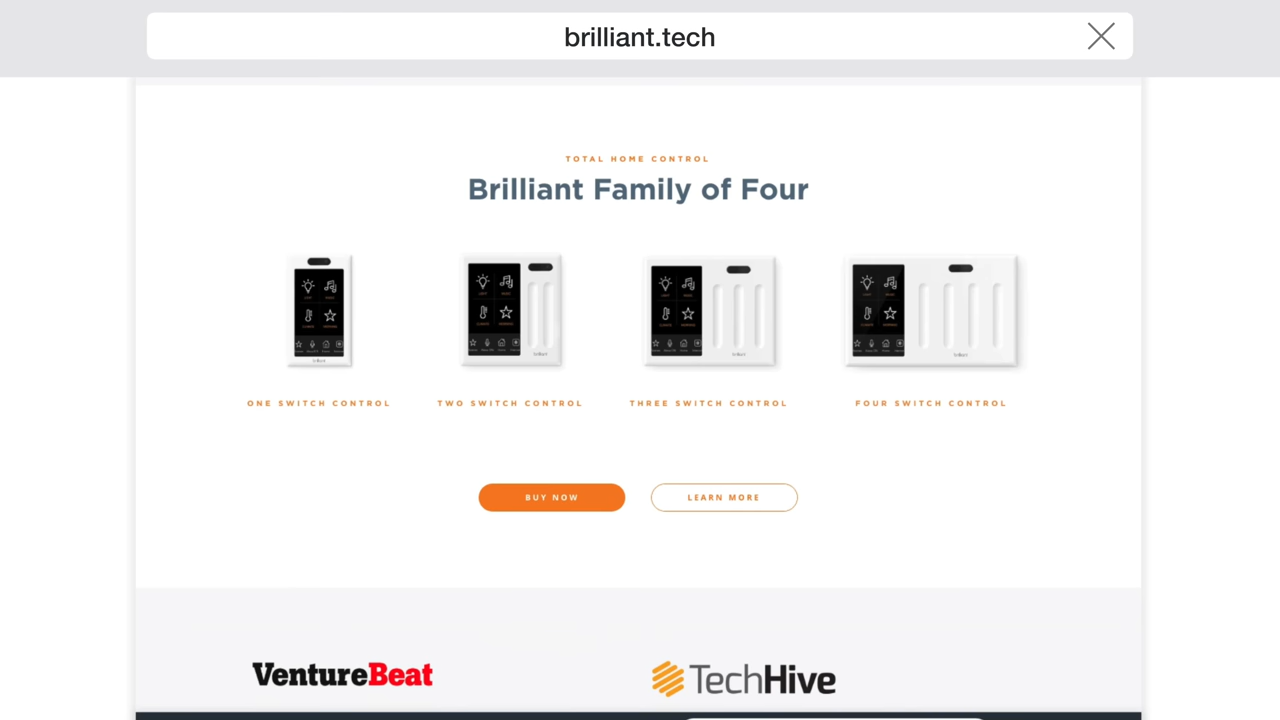 brilliant.tech
TOTAL HOME CONTROL
Brilliant Family of Four
ONE SWITCH CONTROL
TWO SWITCH CONTROL
THREE SWITCH CONTROL
FOUR SWITCH CONTROL
BUY NOW
LEARN MORE
VentureBeat
TechHive